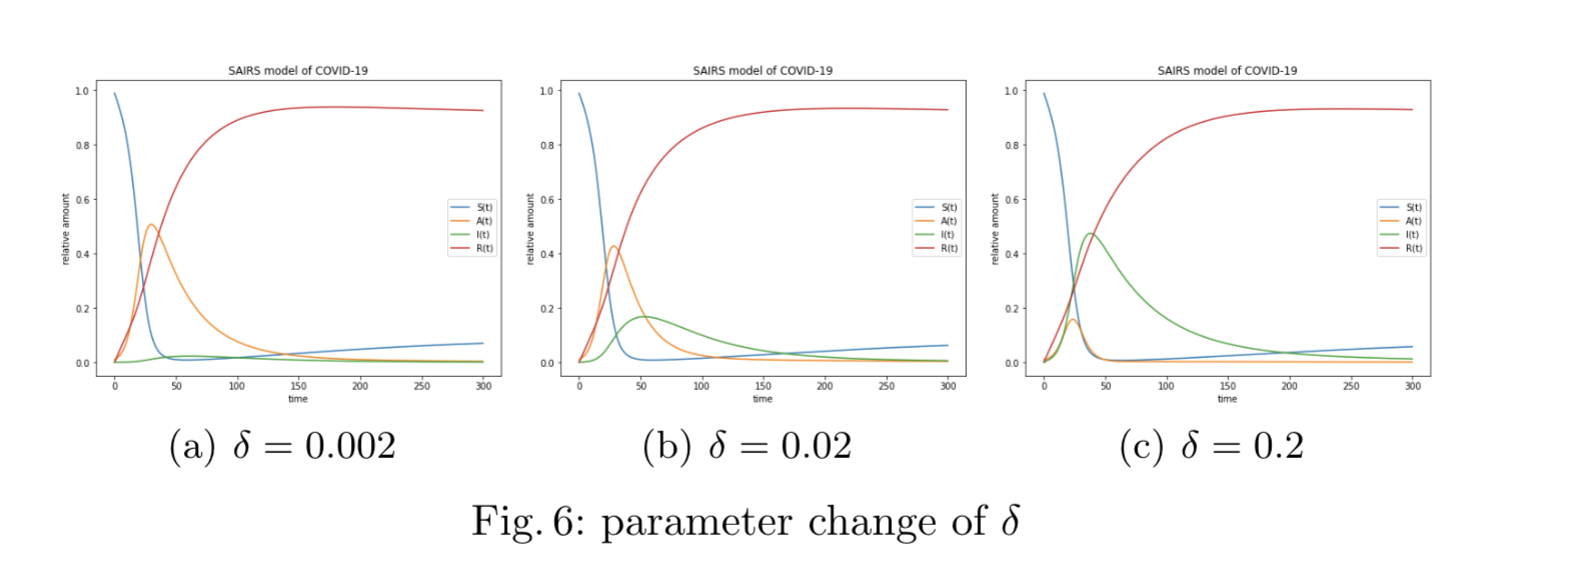 SAIRS model of COVID-19
relative amount
1.0
0.8
0.6
0.4
0.2
0.0
S(t)
A(t)
I(t)
R(t)
0 50 100 150 200 250 300
time
(a) δ = 0.002
SAIRS model of COVID-19
relative amount
1.0
0.8
0.6
0.4
0.2
0.0
S(t)
A(t)
I(t)
R(t)
0 50 100 150 200 250 300
time
(b) δ = 0.02
SAIRS model of COVID-19
relative amount
1.0
0.8
0.6
0.4
0.2
0.0
S(t)
A(t)
I(t)
R(t)
0 50 100 150 200 250 300
time
(c) δ = 0.2
Fig. 6: parameter change of δ